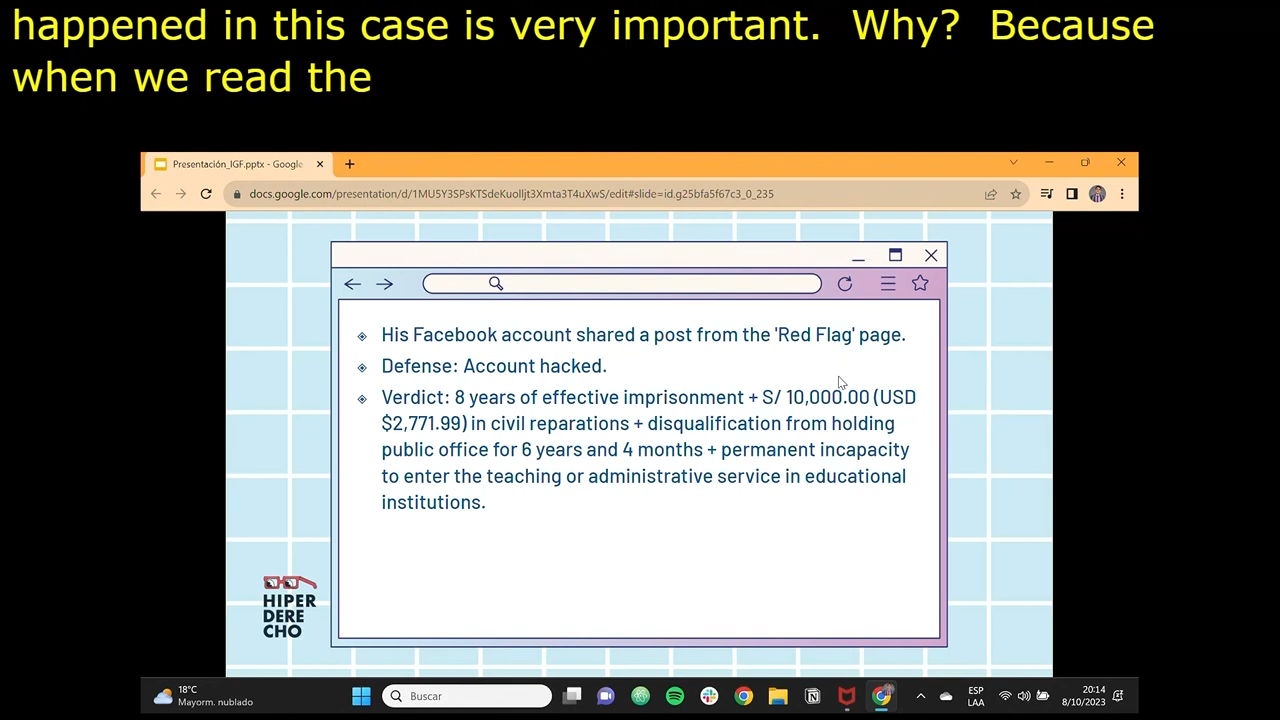 happened in this case is very important.  Why?  Because
when we read the
Presentación_IGF.pptx - Google
docs.google.com/presentation/d/1MU5Y3SPsKTSdeKuolljt3Xmta3T4uXwS/edit#slide=id.g25bfa5f67c3_0_235
His Facebook account shared a post from the 'Red Flag' page.
Defense: Account hacked.
Verdict: 8 years of effective imprisonment + S/ 10,000.00 (USD
$2,771.99) in civil reparations + disqualification from holding
public office for 6 years and 4 months + permanent incapacity
to enter the teaching or administrative service in educational
institutions.
HIPER
DERE
CHO
18°C
Mayorm. nublado
Buscar
ESP
LAA
20:14
8/10/2023